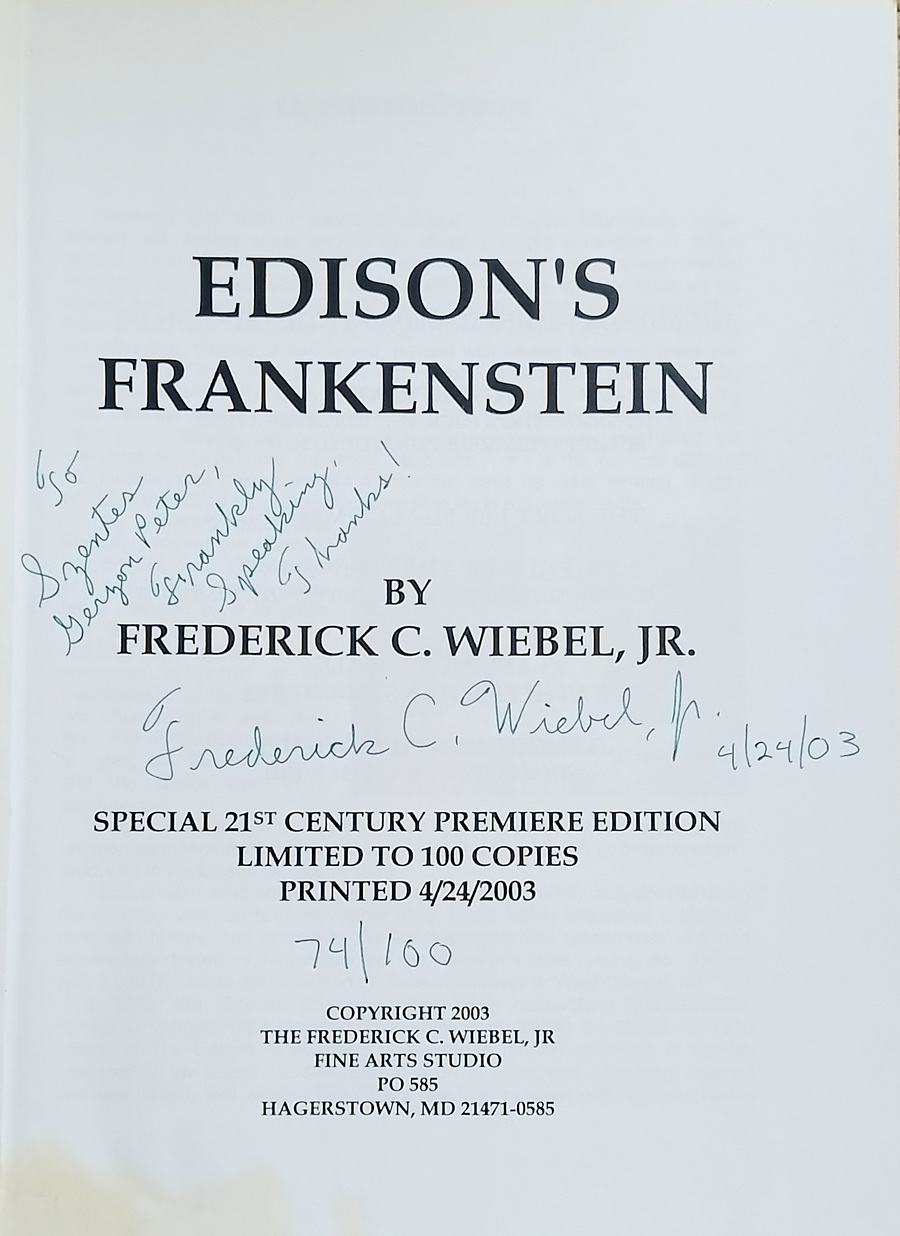 EDISON'S
FRANKENSTEIN
To
Szentes
Gerzon Peter,
Frankly
Speaking,
Thanks!
BY
FREDERICK C. WIEBEL, JR.
Frederick C. Wiebel, Jr.
4/24/03
SPECIAL 21ST CENTURY PREMIERE EDITION
LIMITED TO 100 COPIES
PRINTED 4/24/2003
74/100
COPYRIGHT 2003
THE FREDERICK C. WIEBEL, JR
FINE ARTS STUDIO
PO 585
HAGERSTOWN, MD 21471-0585